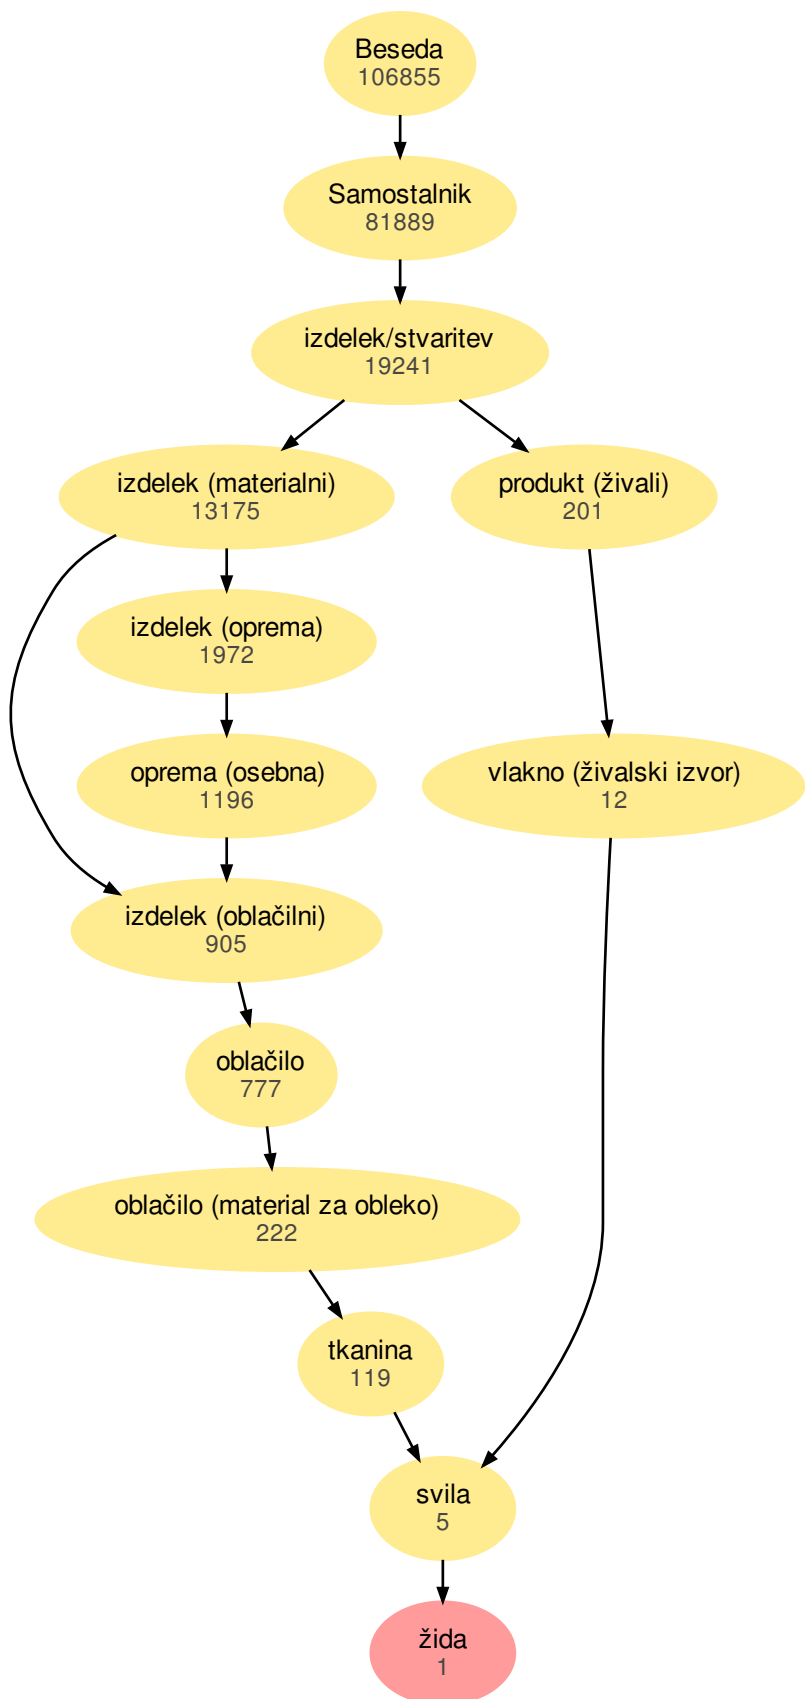 Beseda
106855
Samostalnik
81889
izdelek/stvaritev
19241
izdelek (materialni)
13175
produkt (živali)
201
izdelek (oprema)
1972
oprema (osebna)
1196
vlakno (živalski izvor)
12
izdelek (oblačilni)
905
oblačilo
777
oblačilo (material za obleko)
222
tkanina
119
svila
5
žida
1